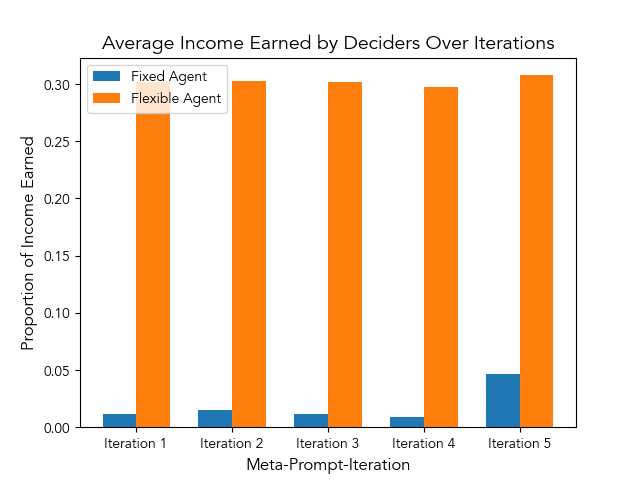 Average Income Earned by Deciders Over Iterations
Fixed Agent
Flexible Agent
Proportion of Income Earned
0.30
0.25
0.20
0.15
0.10
0.05
0.00
Iteration 1
Iteration 2
Iteration 3
Iteration 4
Iteration 5
Meta-Prompt-Iteration